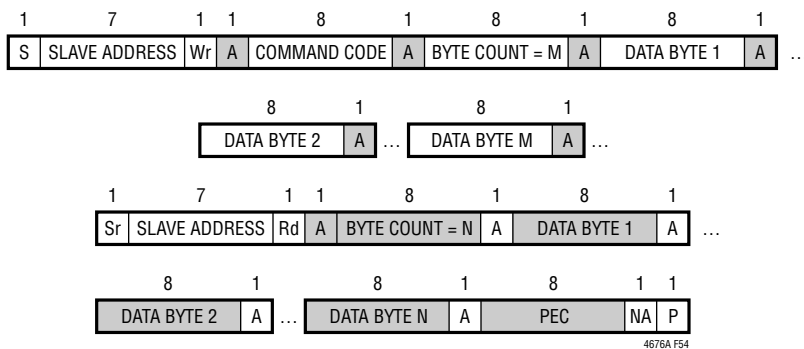 1 7 1 1 8 1 8 1 8 1
S SLAVE ADDRESS Wr A COMMAND CODE A BYTE COUNT = M A DATA BYTE 1 A …
8 1 8 1
DATA BYTE 2 A … DATA BYTE M A …
1 7 1 1 8 1 8 1
Sr SLAVE ADDRESS Rd A BYTE COUNT = N A DATA BYTE 1 A …
8 1 8 1 8 1 1
DATA BYTE 2 A … DATA BYTE N A PEC NA P
4676A F54